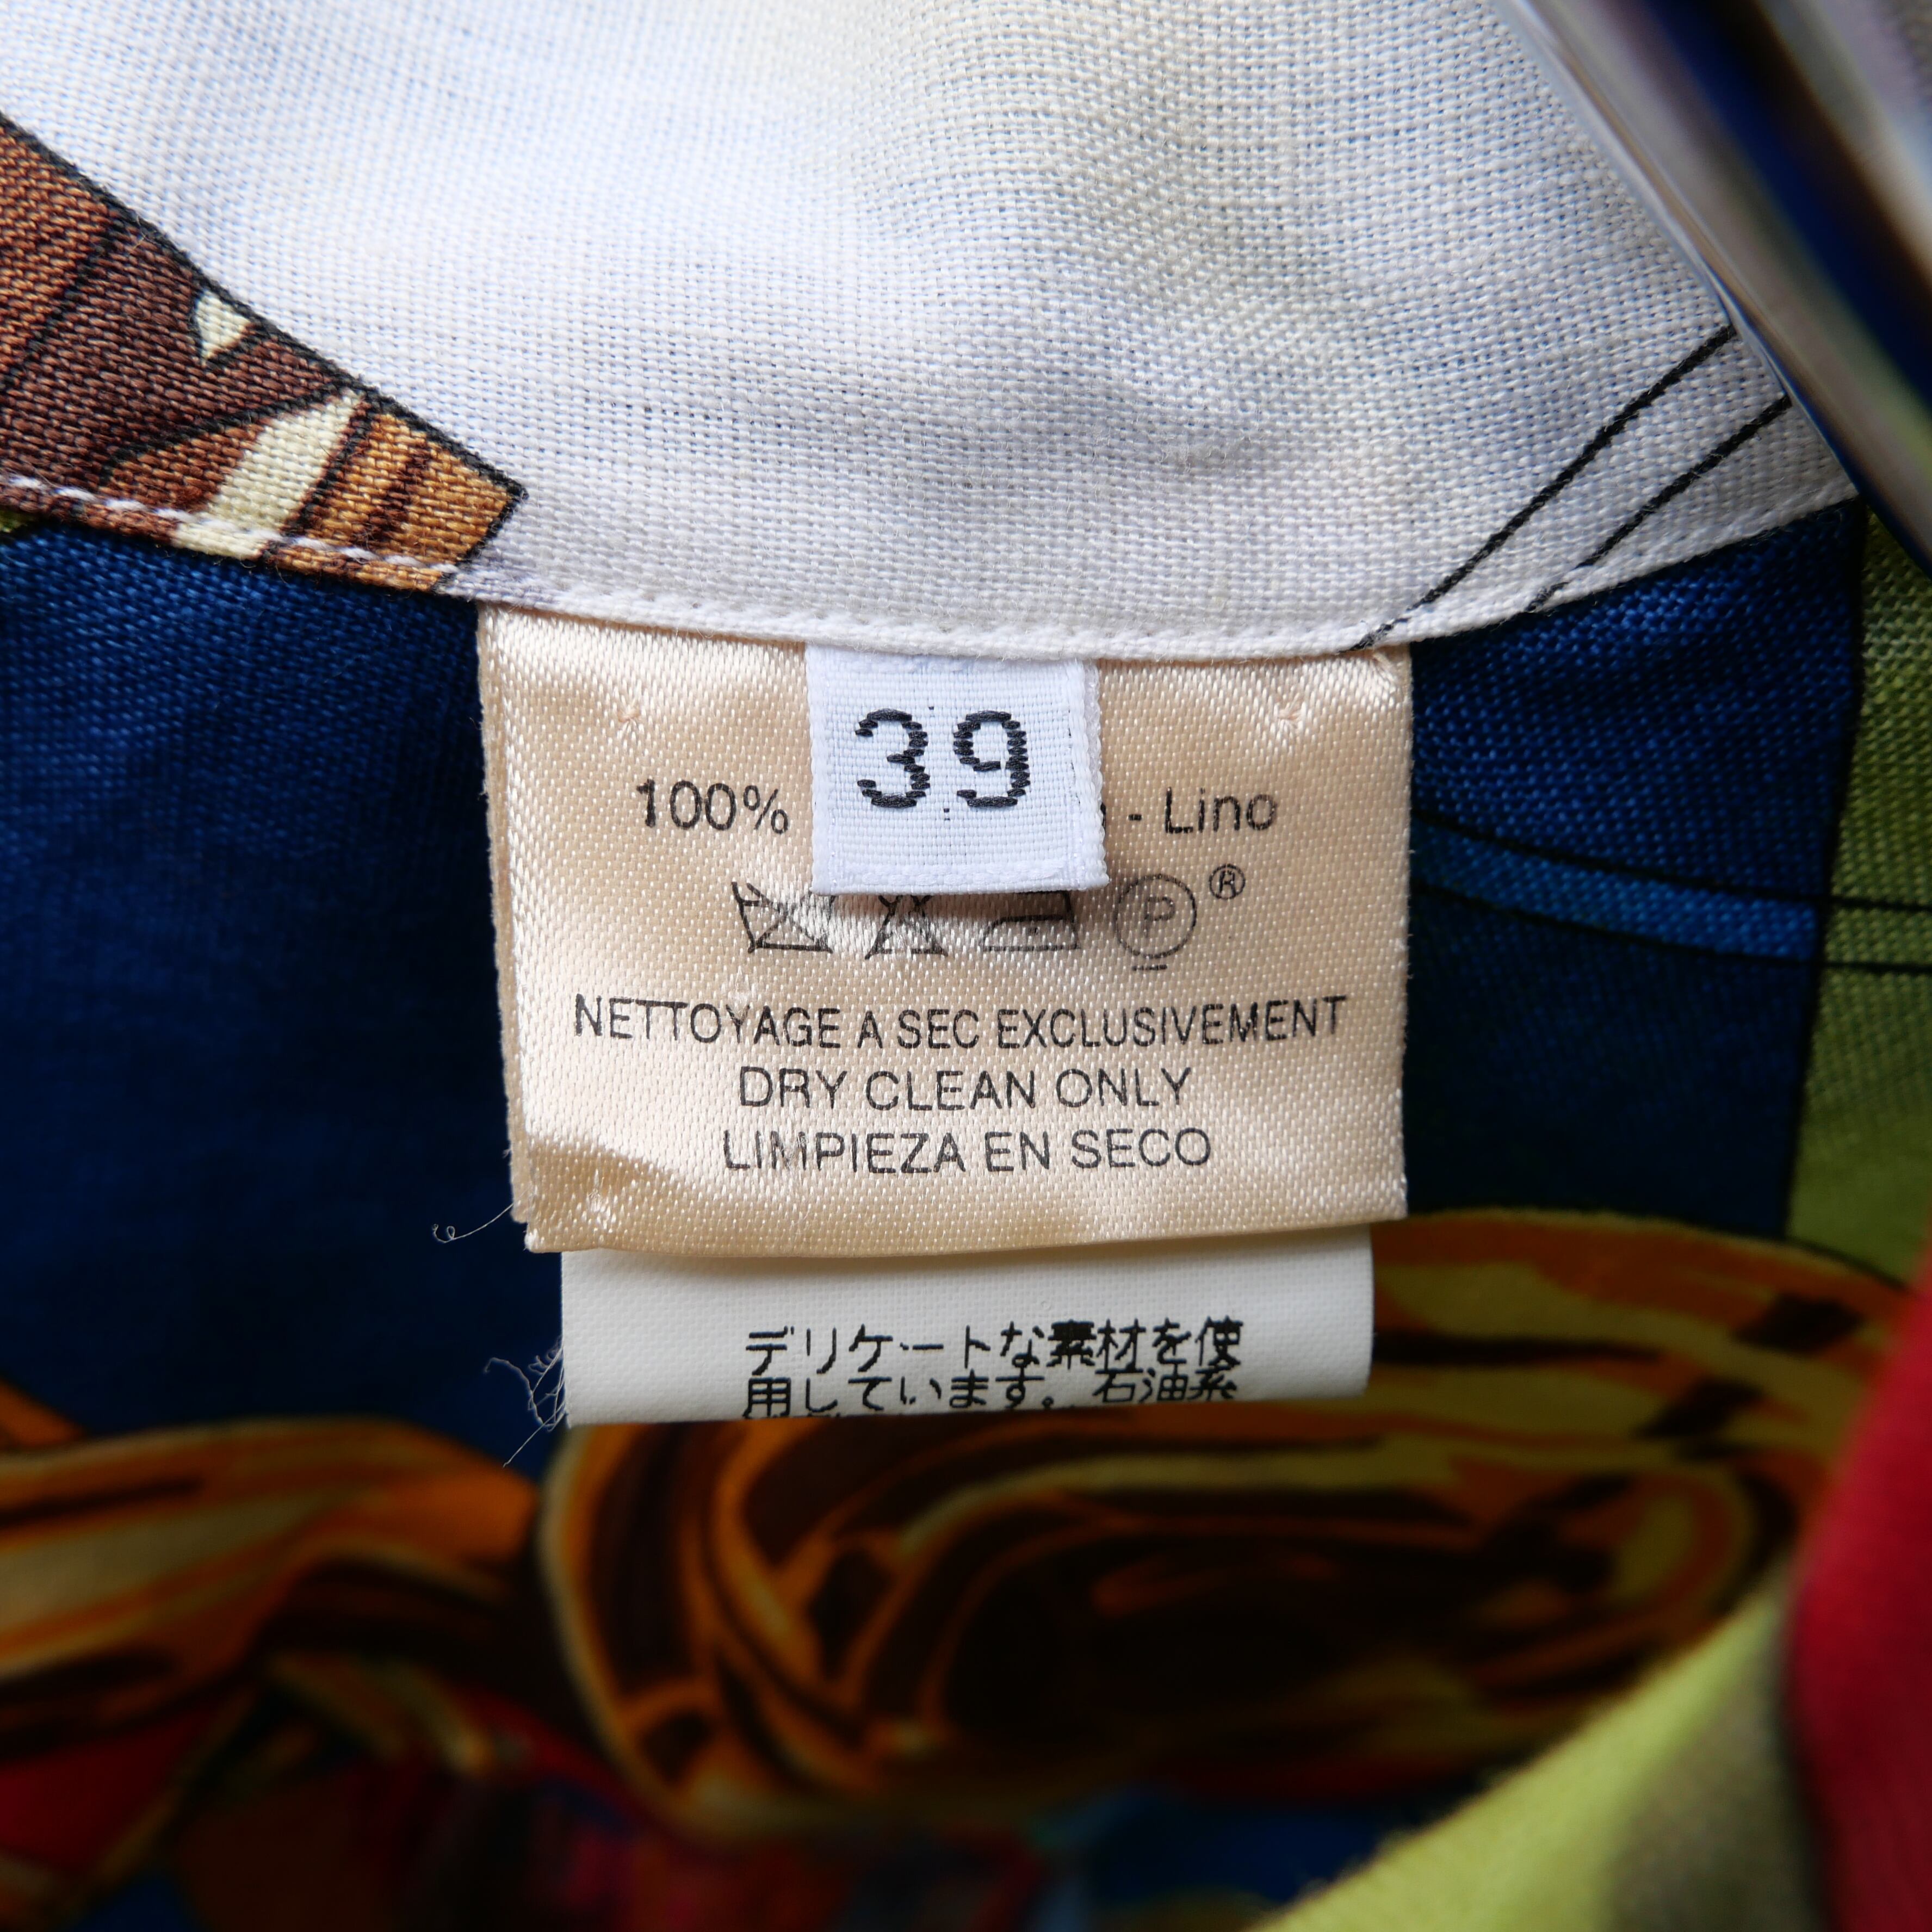 39
100% - Lino
P ®
NETTOYAGE A SEC EXCLUSIVEMENT
DRY CLEAN ONLY
LIMPIEZA EN SECO
デリケートな素材を使
用しています。石油系